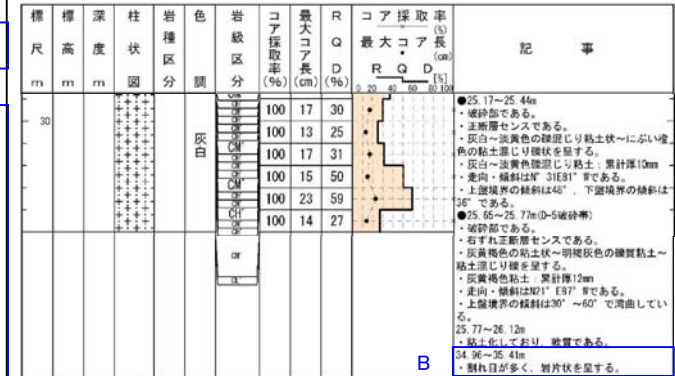 標尺m
標高m
深度m
柱状図
岩種区分
色調
岩級区分
コア採取率(%)
最大コア長(cm)
RQD(%)
コア採取率(%)
最大コア長(cm)
RQD[%]
0 20 40 60 80 100
記事
30
灰白
100 17 30
100 13 25
CM
100 17 31
100 15 50
CM
100 23 59
CH
100 14 27
●25.17～25.44m
・破砕部である。
・正断層センスである。
・灰白～淡黄色の礫混じり粘土状～にぶい橙
色の粘土混じり礫状を呈する。
・灰白～淡黄色礫混じり粘土：累計厚10mm
・走向・傾斜はN°31E81°Wである。
・上盤境界の傾斜は46°、下盤境界の傾斜は
36°である。
●25.65～25.77m(D-5破砕帯)
・破砕部である。
・右ずれ正断層センスである。
・灰黄褐色の粘土状～明褐灰色の礫質粘土～
粘土混じり礫を呈する。
・灰黄褐色粘土：累計厚12mm
・走向・傾斜はN21°E87°Wである。
・上盤境界の傾斜は30°～60°で湾曲してい
る。
25.77～26.12m
・粘土化しており、軟質である。
34.96～35.41m
・割れ目が多く、岩片状を呈する。
B